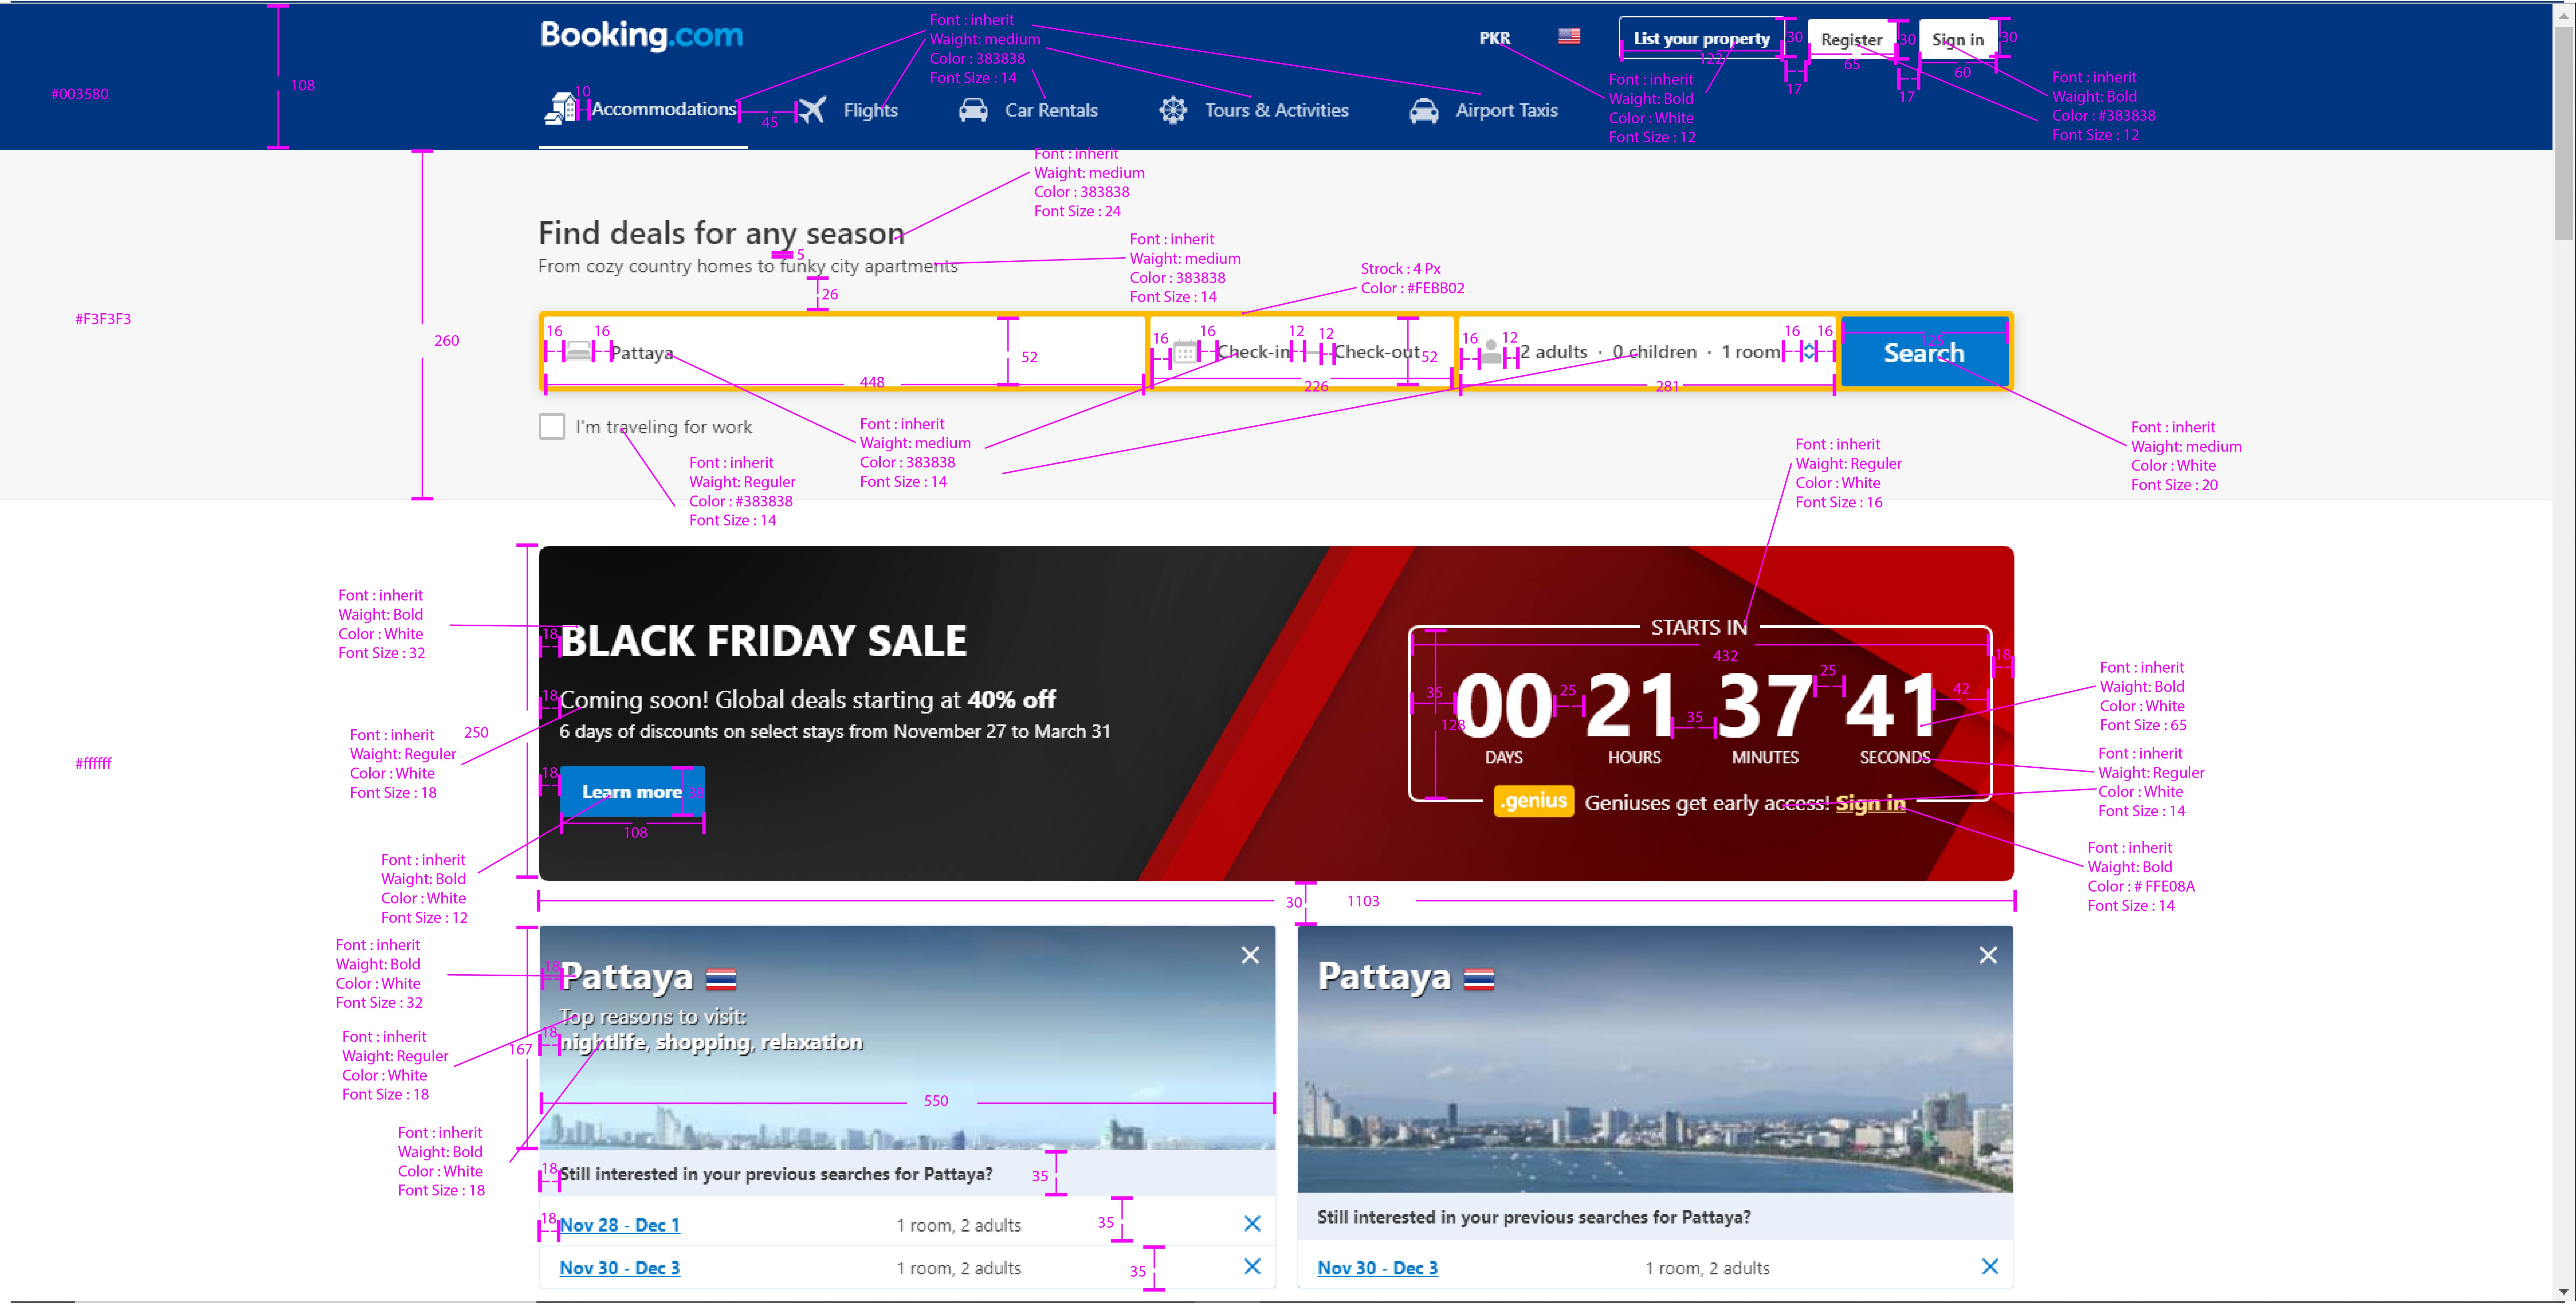 Booking.com
Font : inherit
Waight: medium
Color : 383838
Font Size : 14
PKR
List your property
Register
Sign in
30
30
30
122
65
60
17
17
#003580
108
10
Accommodations
45
Flights
Car Rentals
Tours & Activities
Airport Taxis
Font : inherit
Waight: Bold
Color : White
Font Size : 12
Font : inherit
Waight: Bold
Color : #383838
Font Size : 12
Font : inherit
Waight: medium
Color : 383838
Font Size : 24
Find deals for any season
5
From cozy country homes to funky city apartments
26
Font : inherit
Waight: medium
Color : 383838
Font Size : 14
Strock : 4 Px
Color : #FEBB02
#F3F3F3
260
16
16
Pattaya
52
448
16
16
Check-in
12
12
Check-out
52
226
16
12
2 adults · 0 children · 1 room
16
16
281
125
Search
I'm traveling for work
Font : inherit
Waight: Reguler
Color : #383838
Font Size : 14
Font : inherit
Waight: medium
Color : 383838
Font Size : 14
Font : inherit
Waight: Reguler
Color : White
Font Size : 16
Font : inherit
Waight: medium
Color : White
Font Size : 20
Font : inherit
Waight: Bold
Color : White
Font Size : 32
18
BLACK FRIDAY SALE
18
Coming soon! Global deals starting at 40% off
6 days of discounts on select stays from November 27 to March 31
250
Font : inherit
Waight: Reguler
Color : White
Font Size : 18
#ffffff
18
Learn more
38
108
STARTS IN
432
18
35
128
00
25
21
35
37
25
41
42
DAYS
HOURS
MINUTES
SECONDS
.genius
Geniuses get early access! Sign in
Font : inherit
Waight: Bold
Color : White
Font Size : 65
Font : inherit
Waight: Reguler
Color : White
Font Size : 14
Font : inherit
Waight: Bold
Color : # FFE08A
Font Size : 14
Font : inherit
Waight: Bold
Color : White
Font Size : 12
30
1103
Font : inherit
Waight: Bold
Color : White
Font Size : 32
18
Pattaya
Top reasons to visit:
18
nightlife, shopping, relaxation
167
Font : inherit
Waight: Reguler
Color : White
Font Size : 18
550
Font : inherit
Waight: Bold
Color : White
Font Size : 18
18
Still interested in your previous searches for Pattaya?
35
18
Nov 28 - Dec 1
1 room, 2 adults
35
Nov 30 - Dec 3
1 room, 2 adults
35
Pattaya
Still interested in your previous searches for Pattaya?
Nov 30 - Dec 3
1 room, 2 adults